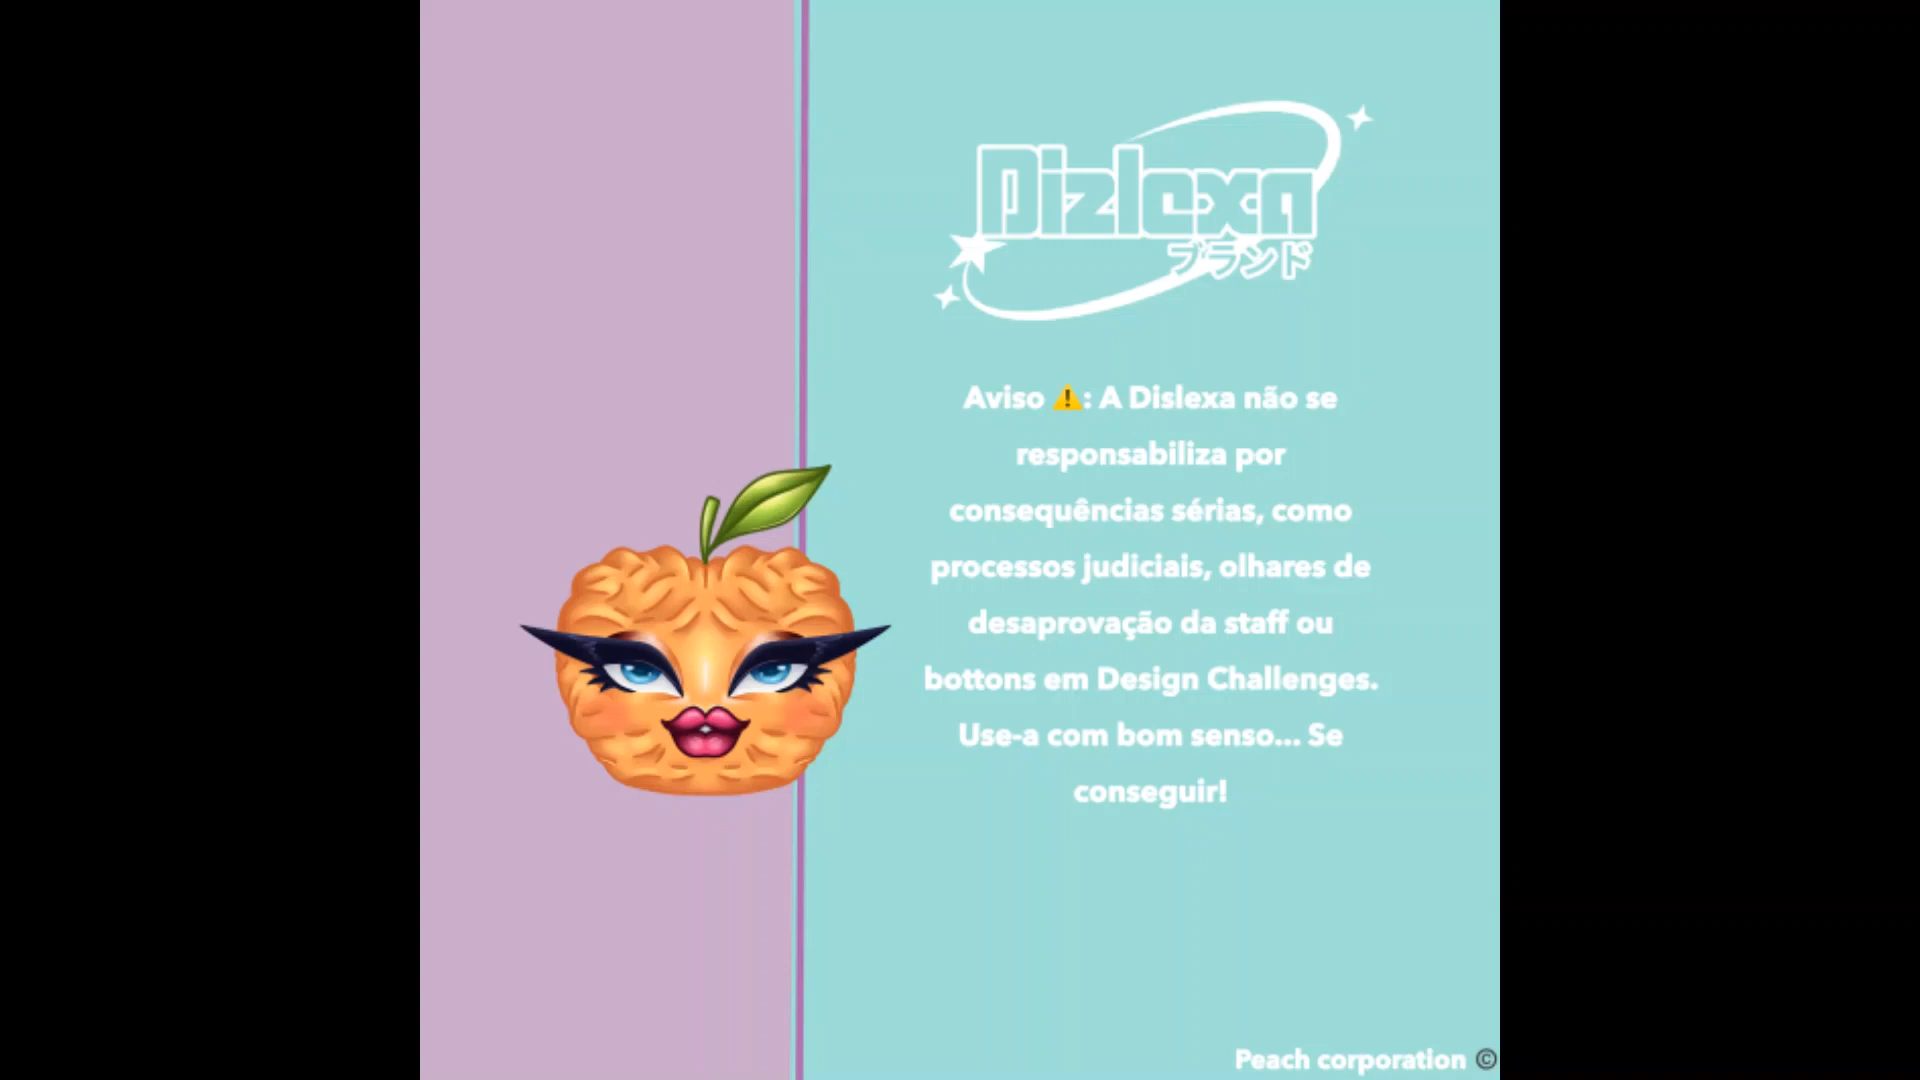 Dizlexa
ブランド
Aviso ⚠️: A Dislexa não se
responsabiliza por
consequências sérias, como
processos judiciais, olhares de
desaprovação da staff ou
bottons em Design Challenges.
Use-a com bom senso... Se
conseguir!
Peach corporation ©